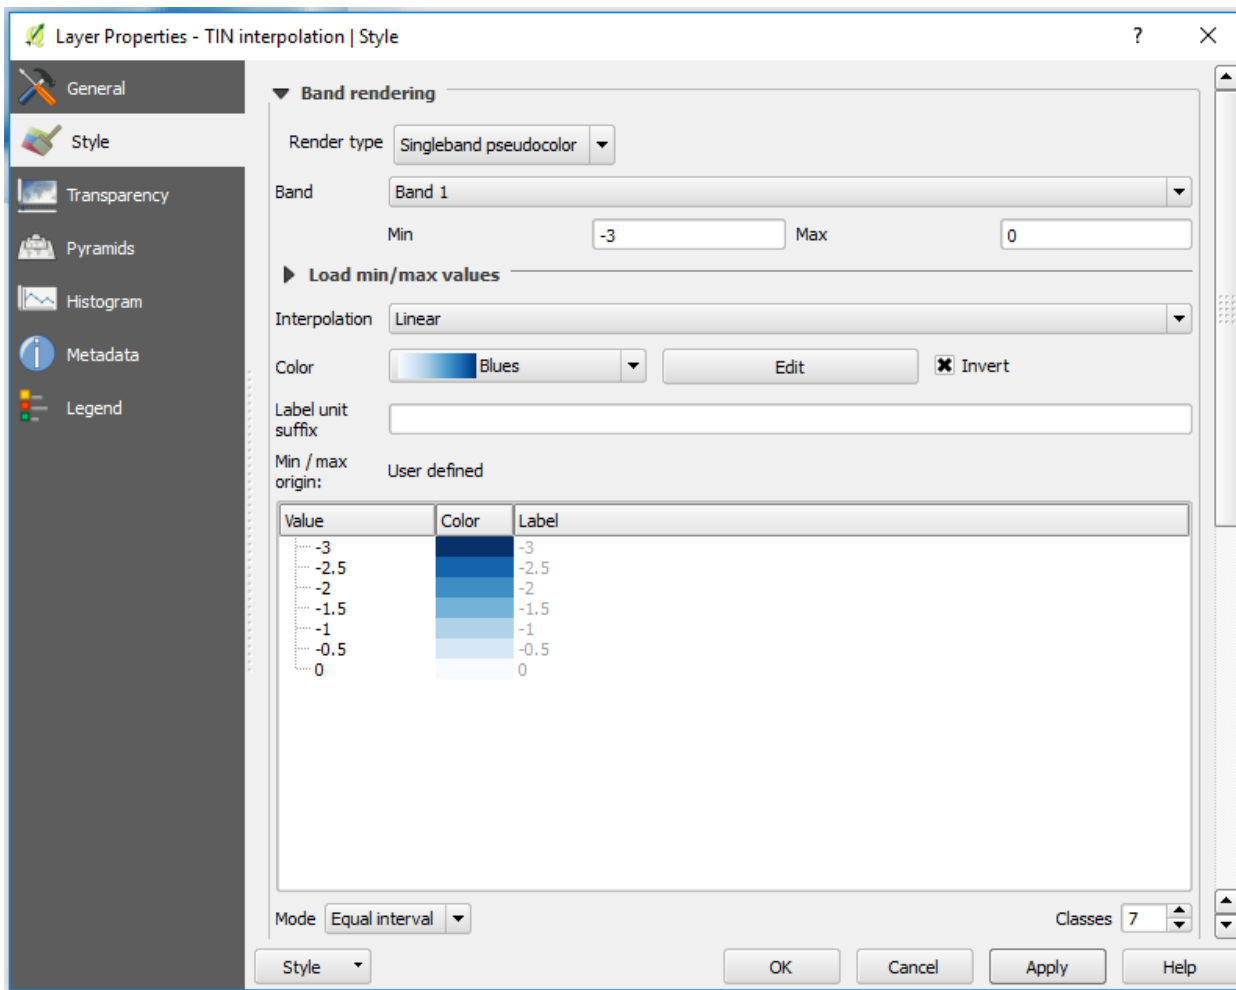 Layer Properties - TIN interpolation | Style ?
General
Style
Transparency
Pyramids
Histogram
Metadata
Legend
Band rendering
Render type Singleband pseudocolor
Band Band 1
Min -3 Max 0
Load min/max values
Interpolation Linear
Color Blues Edit Invert
Label unit
suffix
Min / max
origin: User defined
Value Color Label
-3 -3
-2.5 -2.5
-2 -2
-1.5 -1.5
-1 -1
-0.5 -0.5
0 0
Mode Equal interval Classes 7
Style OK Cancel Apply Help